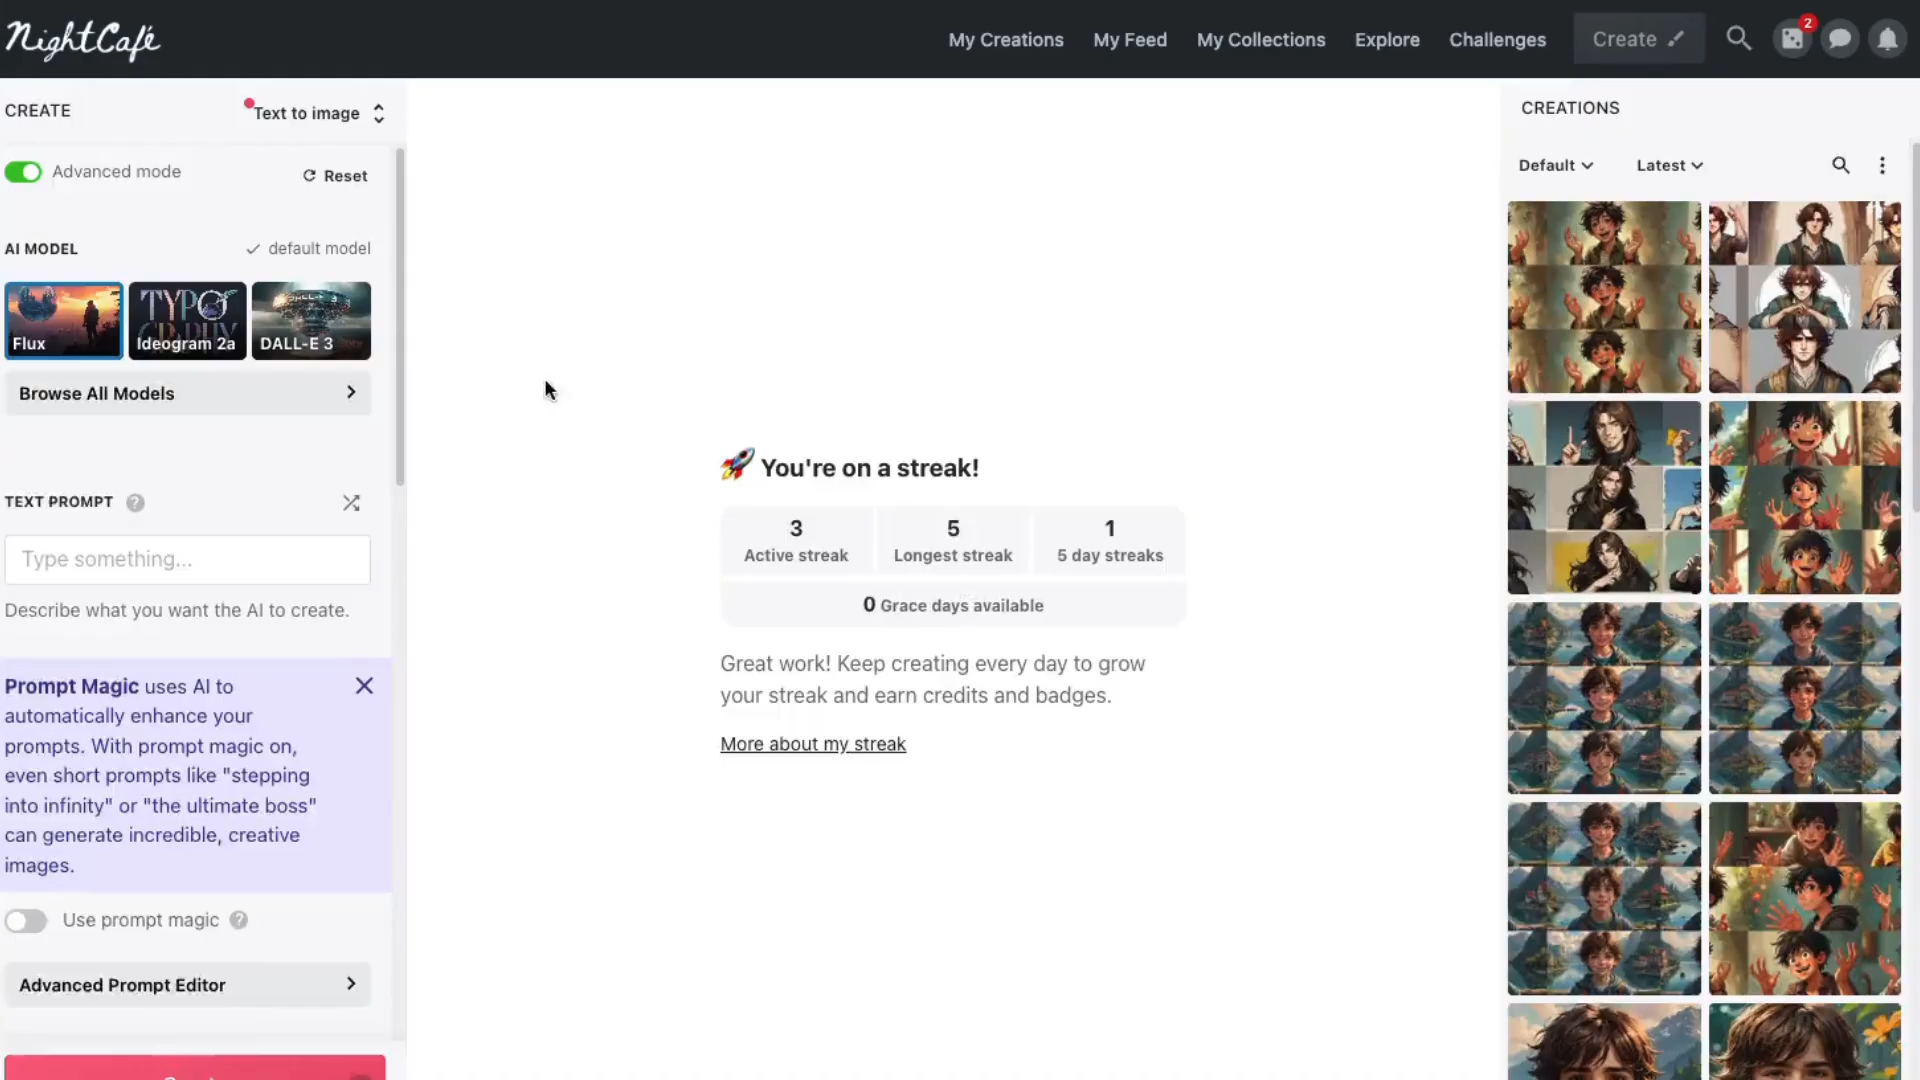 NightCafé
My Creations
My Feed
My Collections
Explore
Challenges
Create
2
CREATE
Text to image
Advanced mode
Reset
AI MODEL
default model
TYPO
Flux
Ideogram 2a
DALL-E 3
Browse All Models
TEXT PROMPT
Type something...
Describe what you want the AI to create.
Prompt Magic uses AI to
automatically enhance your
prompts. With prompt magic on,
even short prompts like "stepping
into infinity" or "the ultimate boss"
can generate incredible, creative
images.
Use prompt magic
Advanced Prompt Editor
You're on a streak!
3
Active streak
5
Longest streak
1
5 day streaks
0 Grace days available
Great work! Keep creating every day to grow
your streak and earn credits and badges.
More about my streak
CREATIONS
Default
Latest